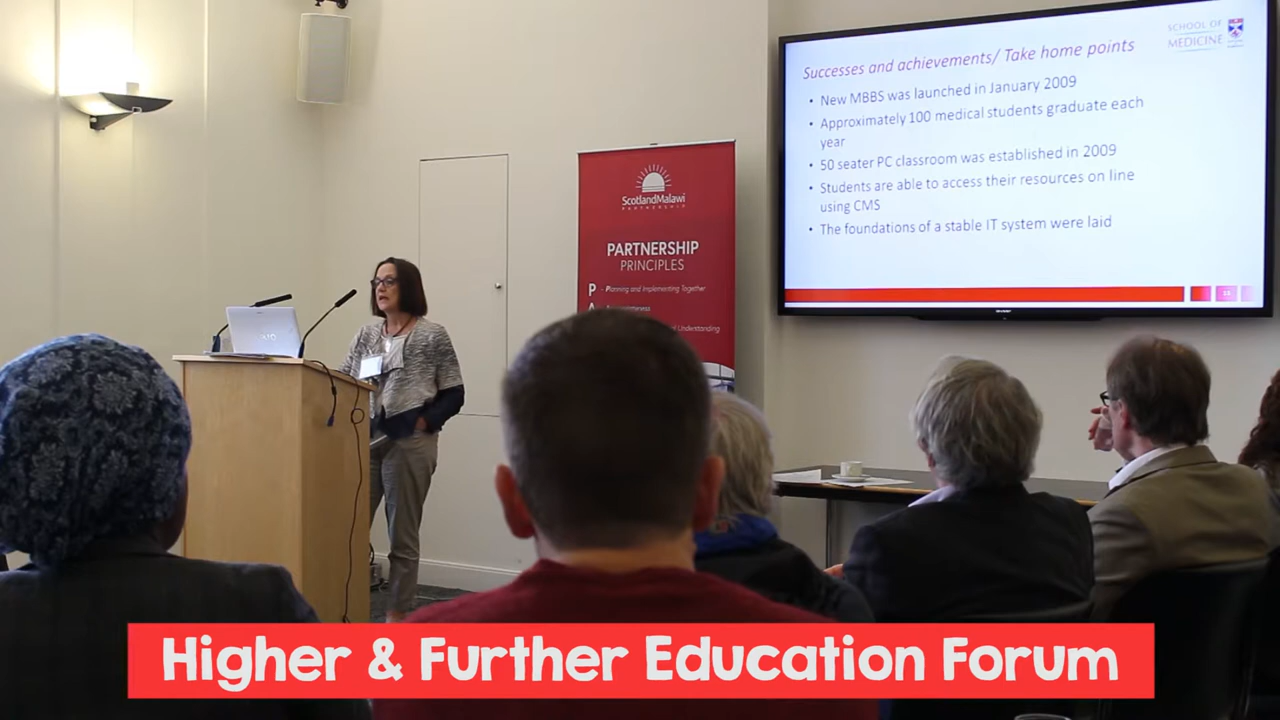 SCHOOL OF
MEDICINE
Successes and achievements/ Take home points
• New MBBS was launched in January 2009
• Approximately 100 medical students graduate each
year
• 50 seater PC classroom was established in 2009
• Students are able to access their resources on line
using CMS
• The foundations of a stable IT system were laid
ScotlandMalawi
PARTNERSHIP
PARTNERSHIP
PRINCIPLES
P - Planning and Implementing Together
Understanding
Higher & Further Education Forum